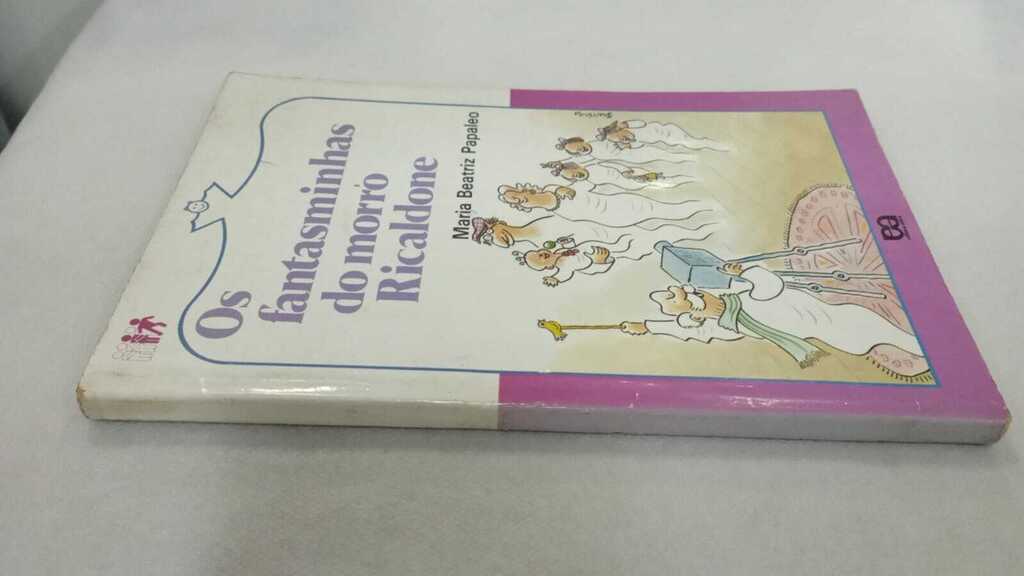 Os
fantasminhas
do morro
Ricaldone
Maria Beatriz Papaleo